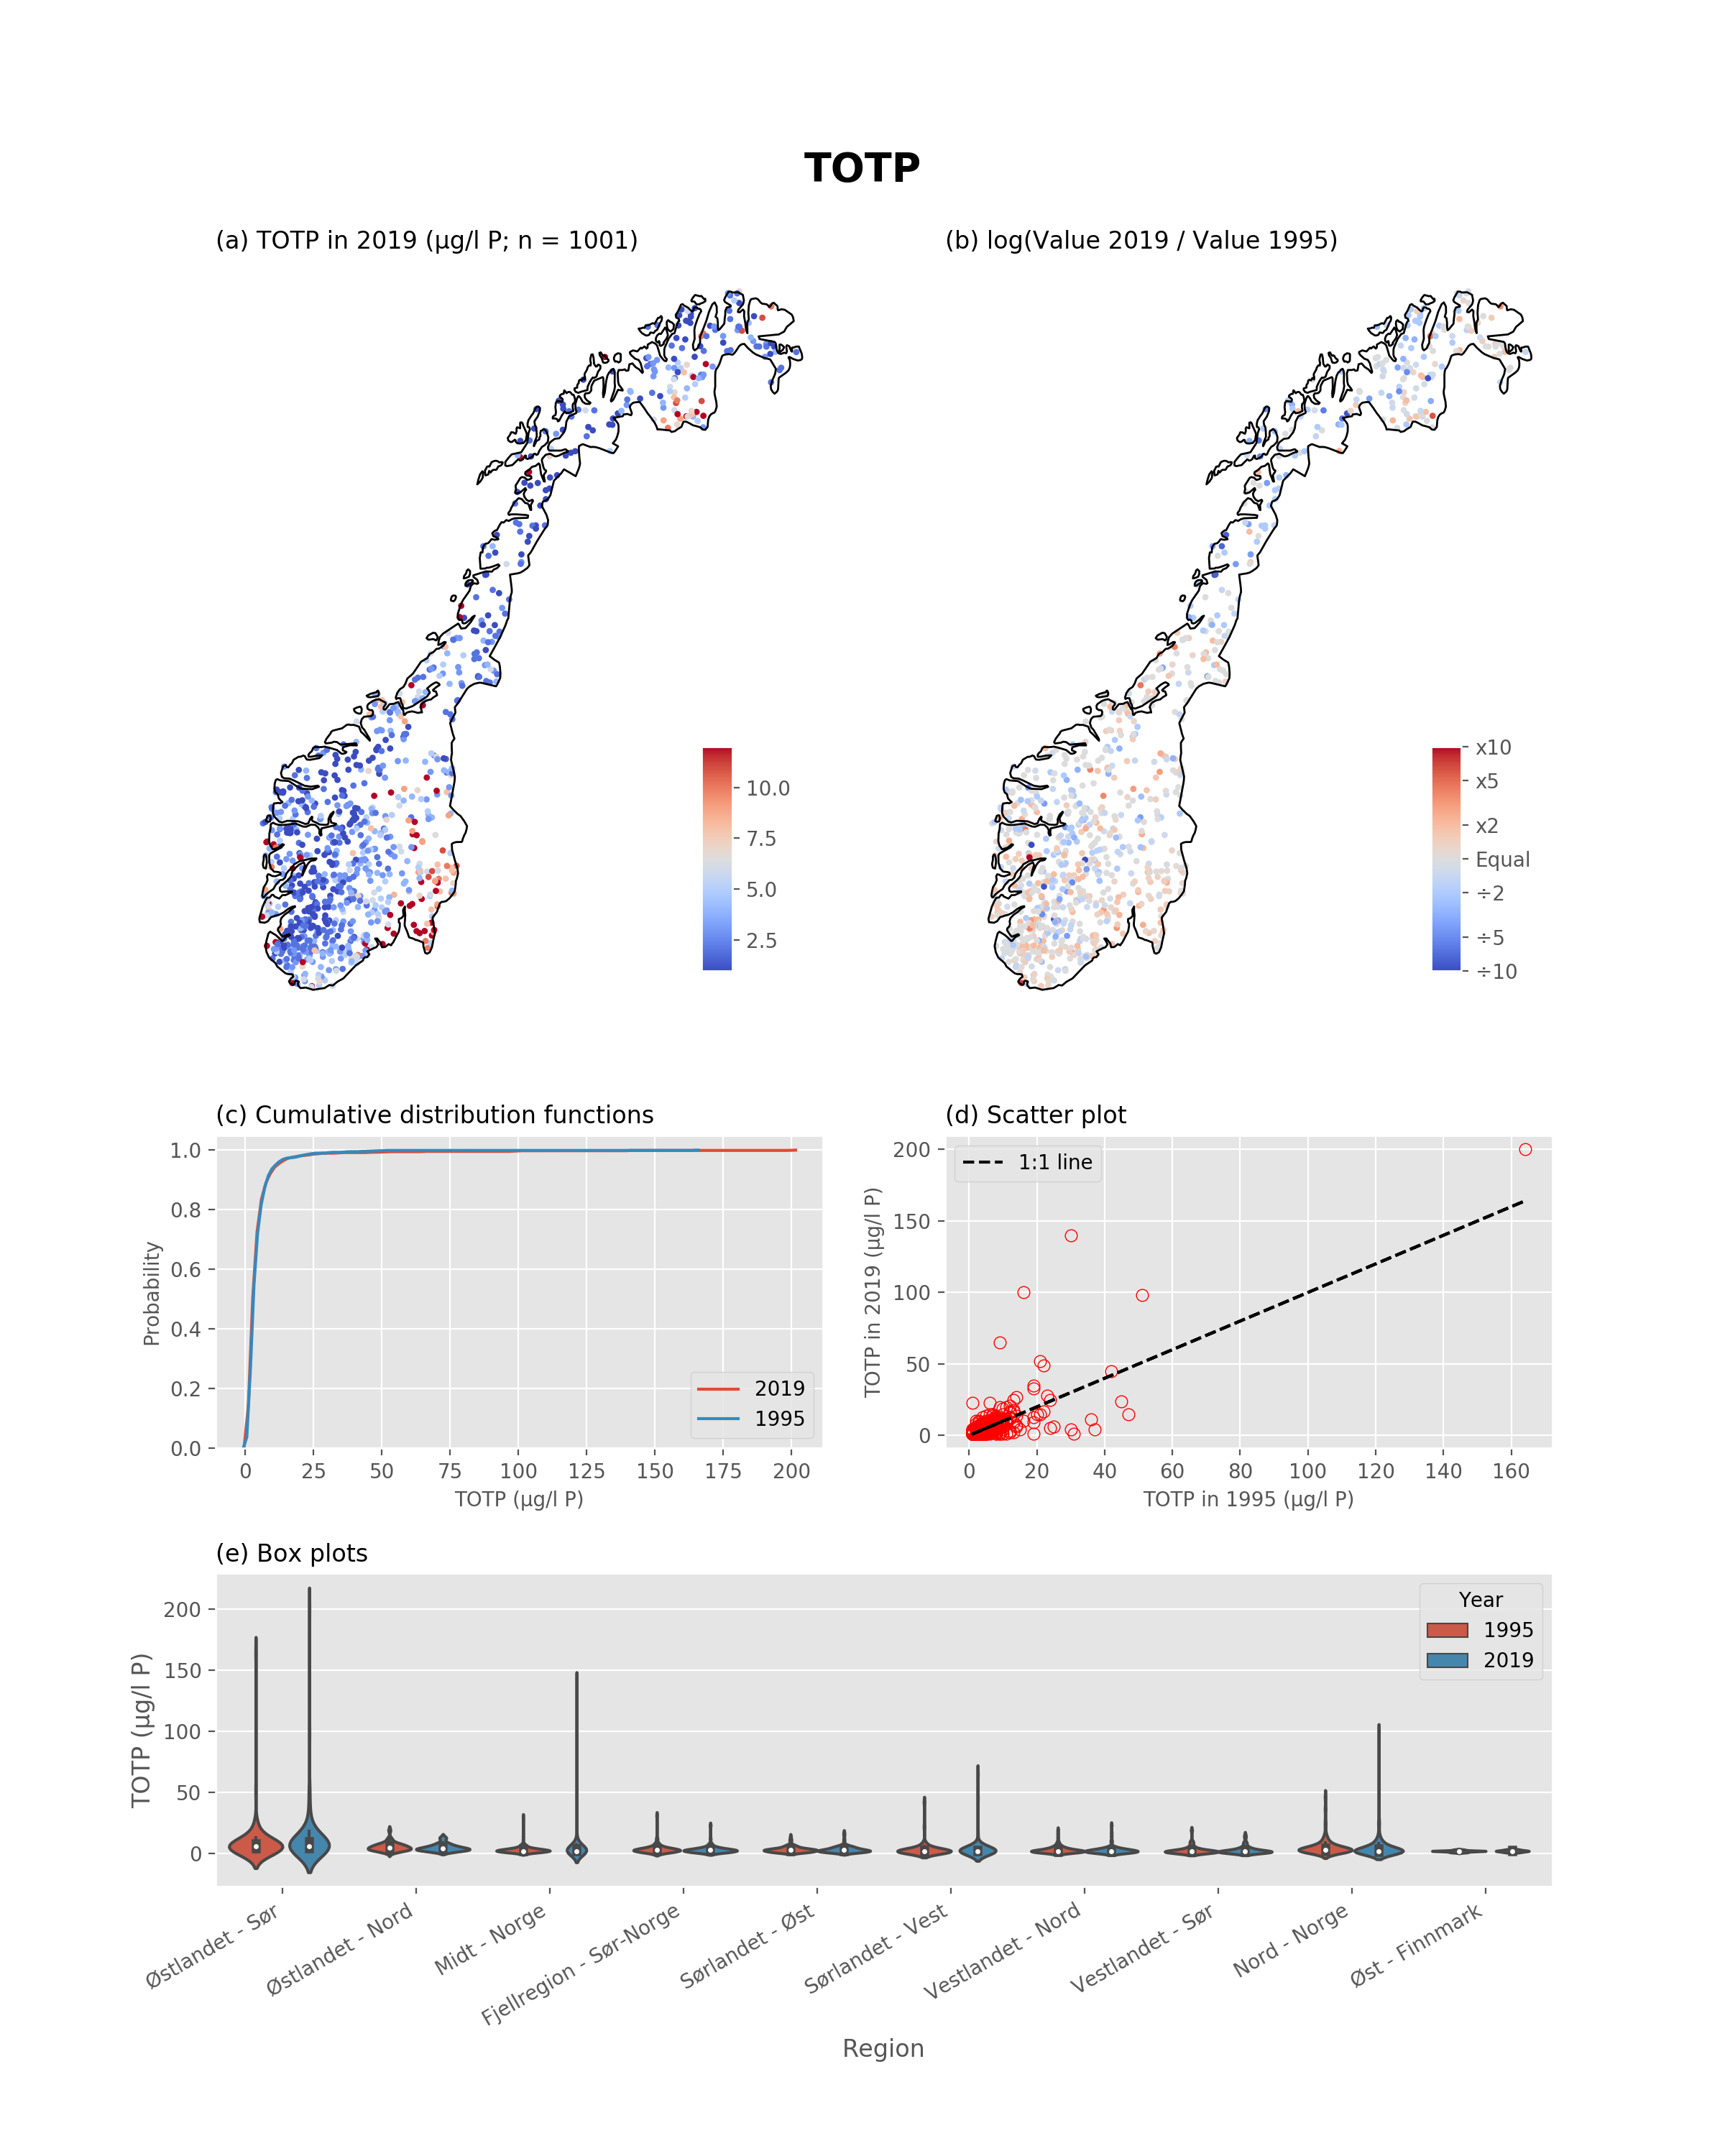 TOTP
(a) TOTP in 2019 (µg/l P; n = 1001)
(b) log(Value 2019 / Value 1995)
10.0
7.5
5.0
2.5
x10
x5
x2
Equal
÷2
÷5
÷10
(c) Cumulative distribution functions
1.0
0.8
0.6
0.4
0.2
0.0
Probability
2019
1995
0 25 50 75 100 125 150 175 200
TOTP (µg/l P)
(d) Scatter plot
1:1 line
200
150
100
50
0
TOTP in 2019 (µg/l P)
0 20 40 60 80 100 120 140 160
TOTP in 1995 (µg/l P)
(e) Box plots
200
150
100
50
0
TOTP (µg/l P)
Year
1995
2019
Østlandet - Sør
Østlandet - Nord
Midt - Norge
Fjellregion - Sør-Norge
Sørlandet - Øst
Sørlandet - Vest
Vestlandet - Nord
Vestlandet - Sør
Nord - Norge
Øst - Finnmark
Region